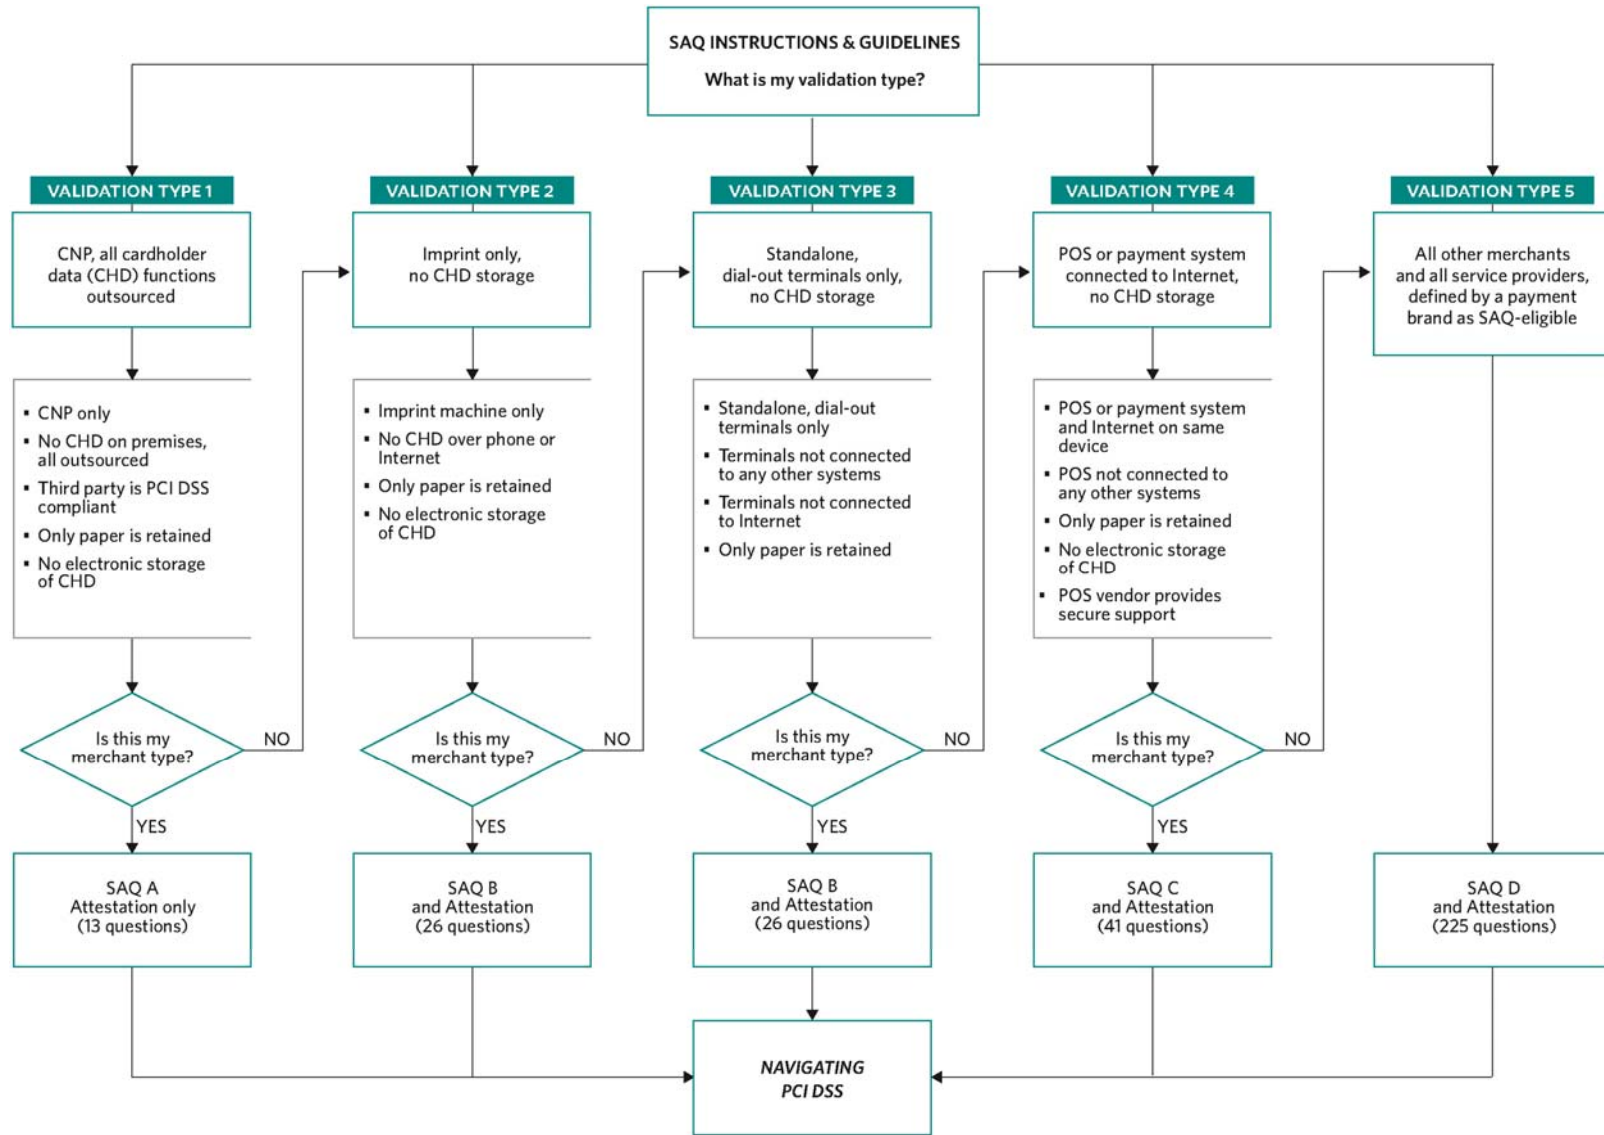 SAQ INSTRUCTIONS & GUIDELINES
What is my validation type?
VALIDATION TYPE 1
CNP, all cardholder
data (CHD) functions
outsourced
▪ CNP only
▪ No CHD on premises,
all outsourced
▪ Third party is PCI DSS
compliant
▪ Only paper is retained
▪ No electronic storage
of CHD
Is this my
merchant type?
NO
YES
SAQ A
Attestation only
(13 questions)
VALIDATION TYPE 2
Imprint only,
no CHD storage
▪ Imprint machine only
▪ No CHD over phone or
Internet
▪ Only paper is retained
▪ No electronic storage
of CHD
Is this my
merchant type?
NO
YES
SAQ B
and Attestation
(26 questions)
VALIDATION TYPE 3
Standalone,
dial-out terminals only,
no CHD storage
▪ Standalone, dial-out
terminals only
▪ Terminals not connected
to any other systems
▪ Terminals not connected
to Internet
▪ Only paper is retained
Is this my
merchant type?
NO
YES
SAQ B
and Attestation
(26 questions)
VALIDATION TYPE 4
POS or payment system
connected to Internet,
no CHD storage
▪ POS or payment system
and Internet on same
device
▪ POS not connected to
any other systems
▪ Only paper is retained
▪ No electronic storage
of CHD
▪ POS vendor provides
secure support
Is this my
merchant type?
NO
YES
SAQ C
and Attestation
(41 questions)
VALIDATION TYPE 5
All other merchants
and all service providers,
defined by a payment
brand as SAQ-eligible
SAQ D
and Attestation
(225 questions)
NAVIGATING
PCI DSS